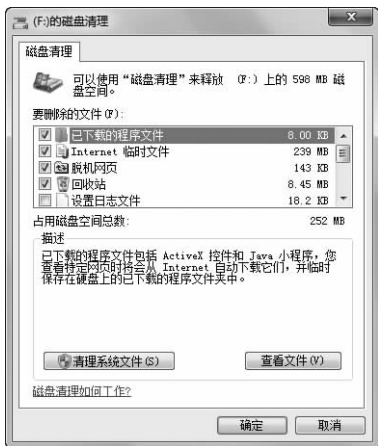 (F:)的磁盘清理
磁盘清理
可以使用“磁盘清理”来释放 (F:) 上的 598 MB 磁
盘空间。
要删除的文件(F):
已下载的程序文件 8.00 KB
Internet 临时文件 239 MB
脱机网页 143 KB
回收站 8.45 MB
设置日志文件 18.2 KB
占用磁盘空间总数: 252 MB
描述
已下载的程序文件包括 ActiveX 控件和 Java 小程序，您
查看特定网页时将会从 Internet 自动下载它们，并临时
保存在硬盘上的已下载的程序文件夹中。
清理系统文件(S) 查看文件(V)
磁盘清理如何工作?
确定 取消